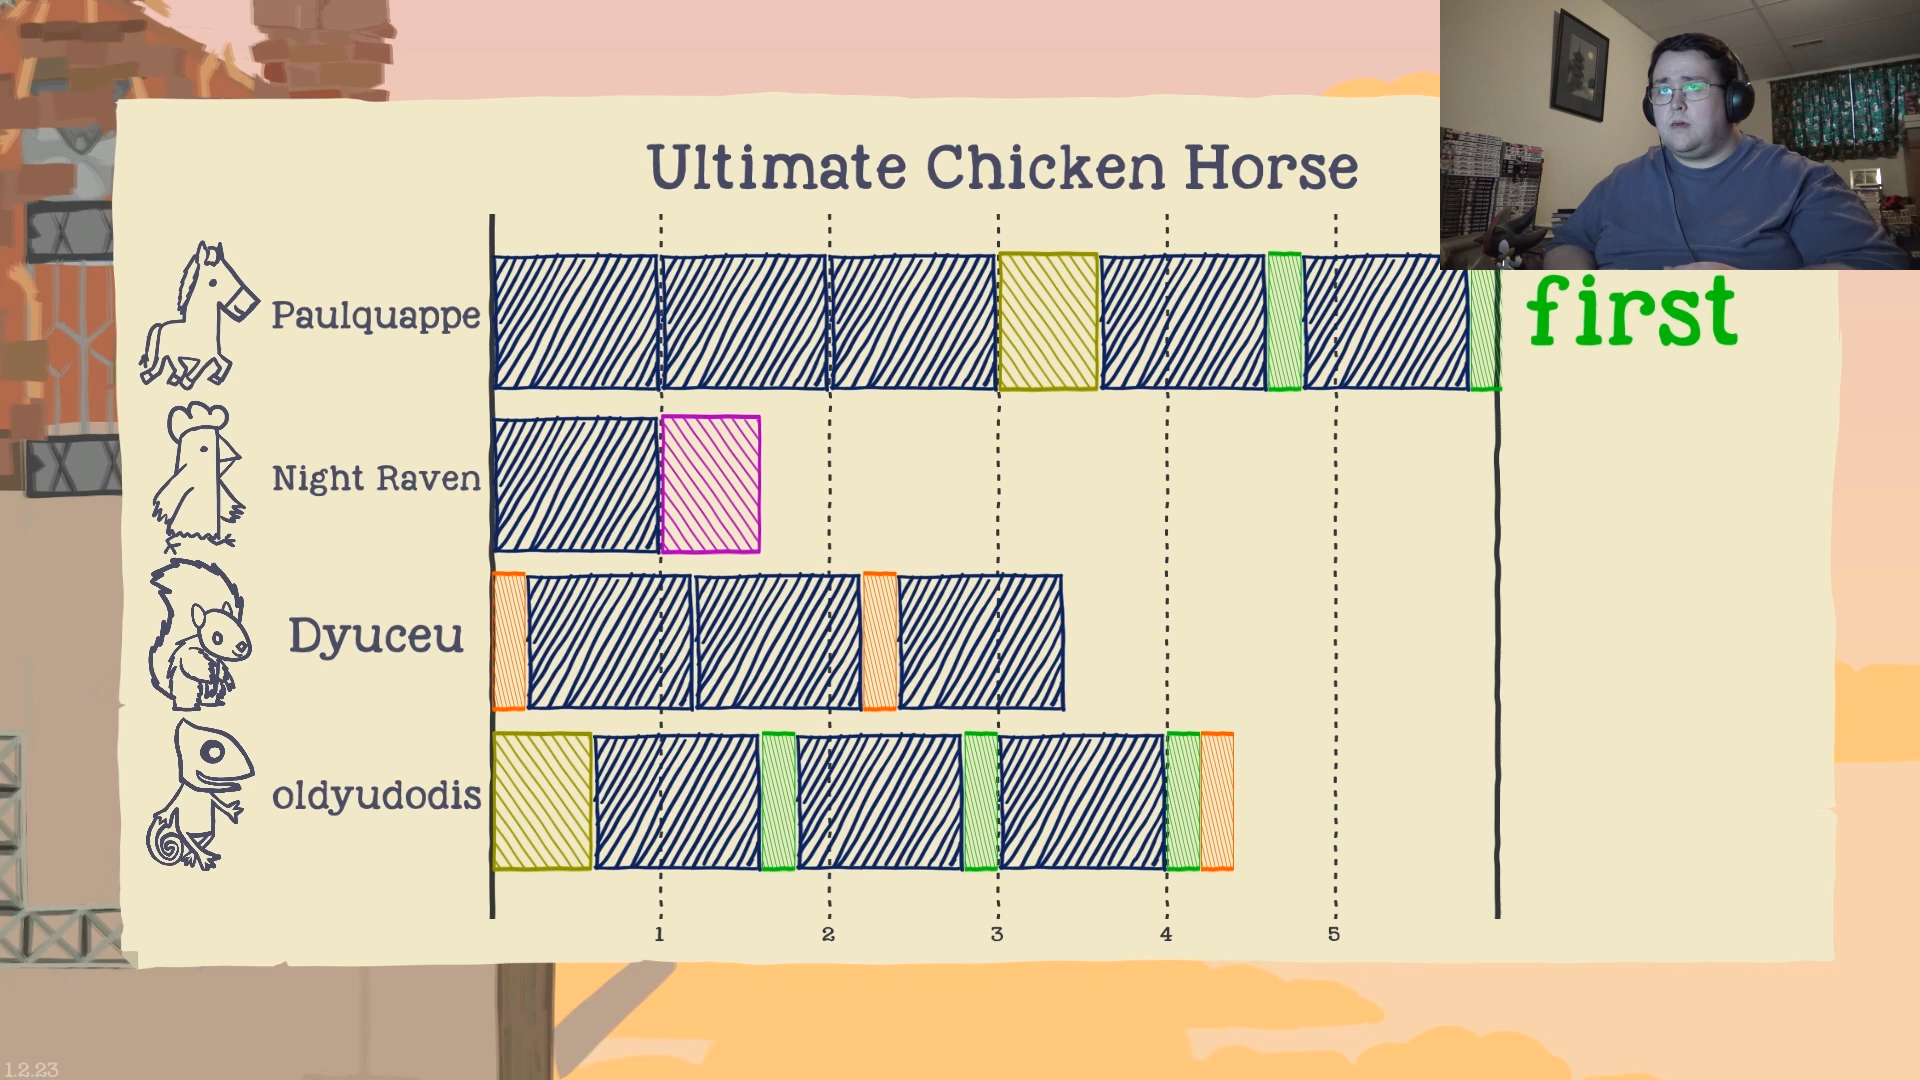 Ultimate Chicken Horse
Paulquappe
first
Night Raven
Dyuceu
oldyudodis
1 2 3 4 5
1.2.23